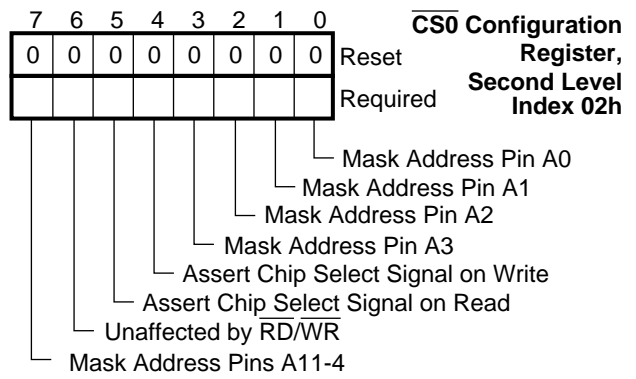 7 6 5 4 3 2 1 0
CS0 Configuration
Register,
Second Level
Index 02h
0 0 0 0 0 0 0 0 Reset
Required
Mask Address Pin A0
Mask Address Pin A1
Mask Address Pin A2
Mask Address Pin A3
Assert Chip Select Signal on Write
Assert Chip Select Signal on Read
Unaffected by RD/WR
Mask Address Pins A11-4